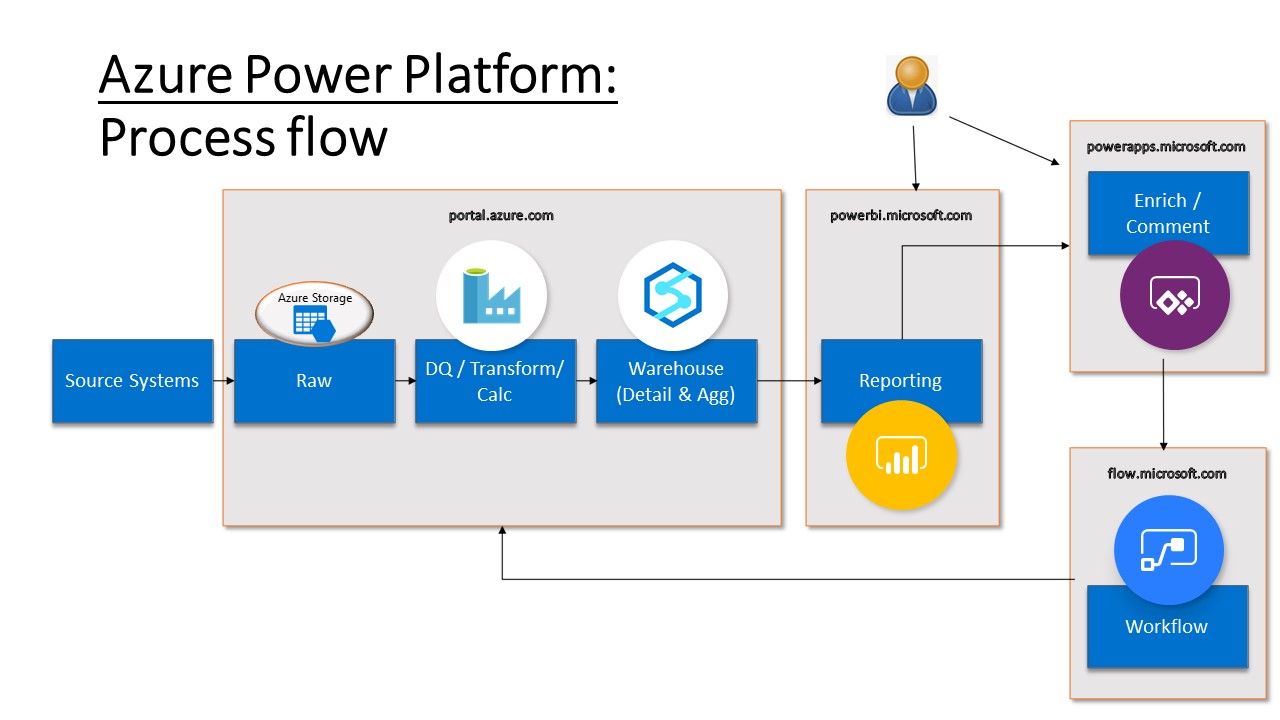 Azure Power Platform:
Process flow
powerapps.microsoft.com
Enrich /
Comment
portal.azure.com
powerbi.microsoft.com
Azure Storage
Source Systems
Raw
DQ / Transform/
Calc
Warehouse
(Detail & Agg)
Reporting
flow.microsoft.com
Workflow